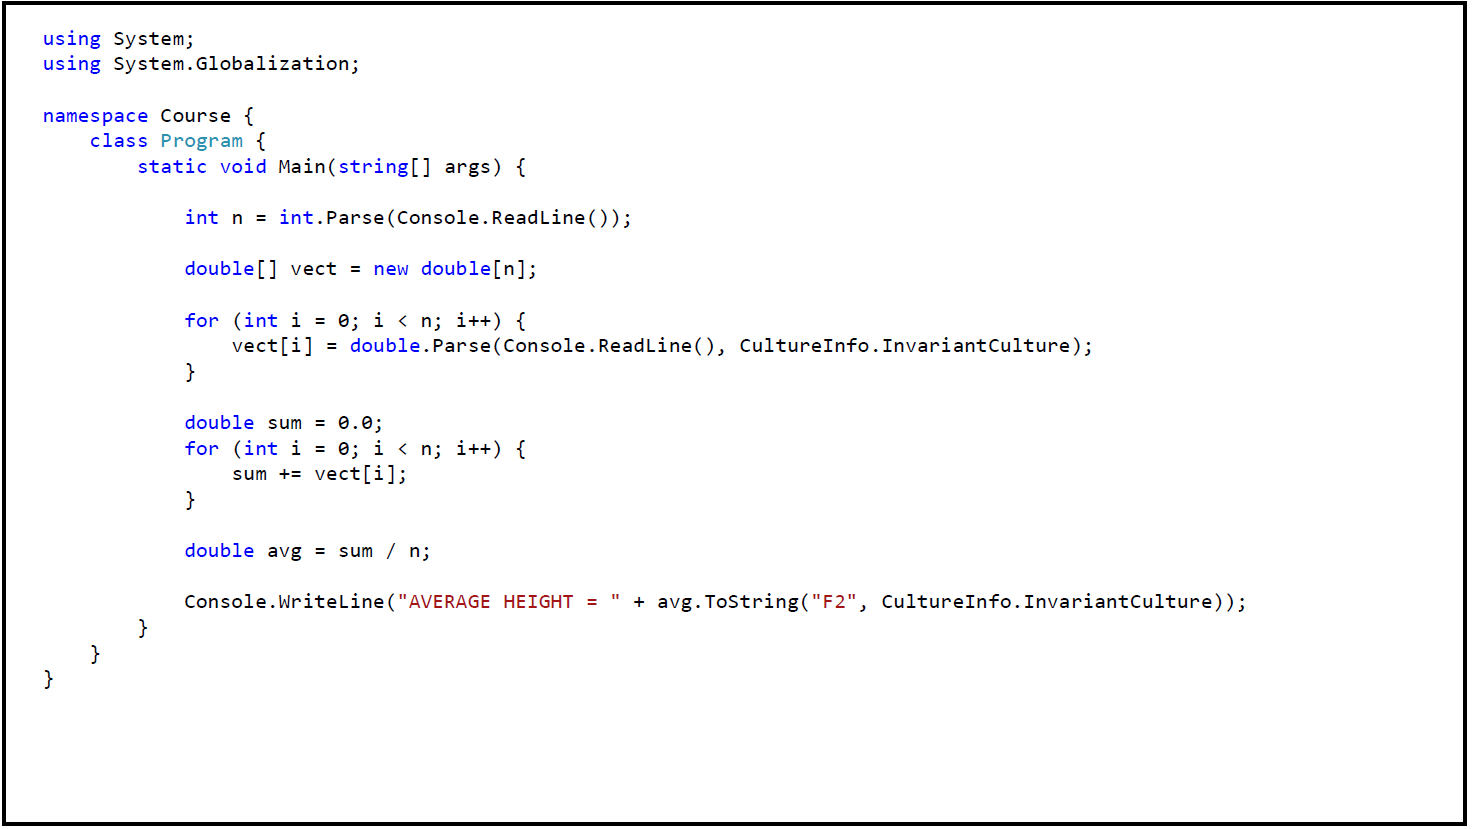 using System;
using System.Globalization;
namespace Course {
class Program {
static void Main(string[] args) {
int n = int.Parse(Console.ReadLine());
double[] vect = new double[n];
for (int i = 0; i < n; i++) {
vect[i] = double.Parse(Console.ReadLine(), CultureInfo.InvariantCulture);
}
double sum = 0.0;
for (int i = 0; i < n; i++) {
sum += vect[i];
}
double avg = sum / n;
Console.WriteLine("AVERAGE HEIGHT = " + avg.ToString("F2", CultureInfo.InvariantCulture));
}
}
}